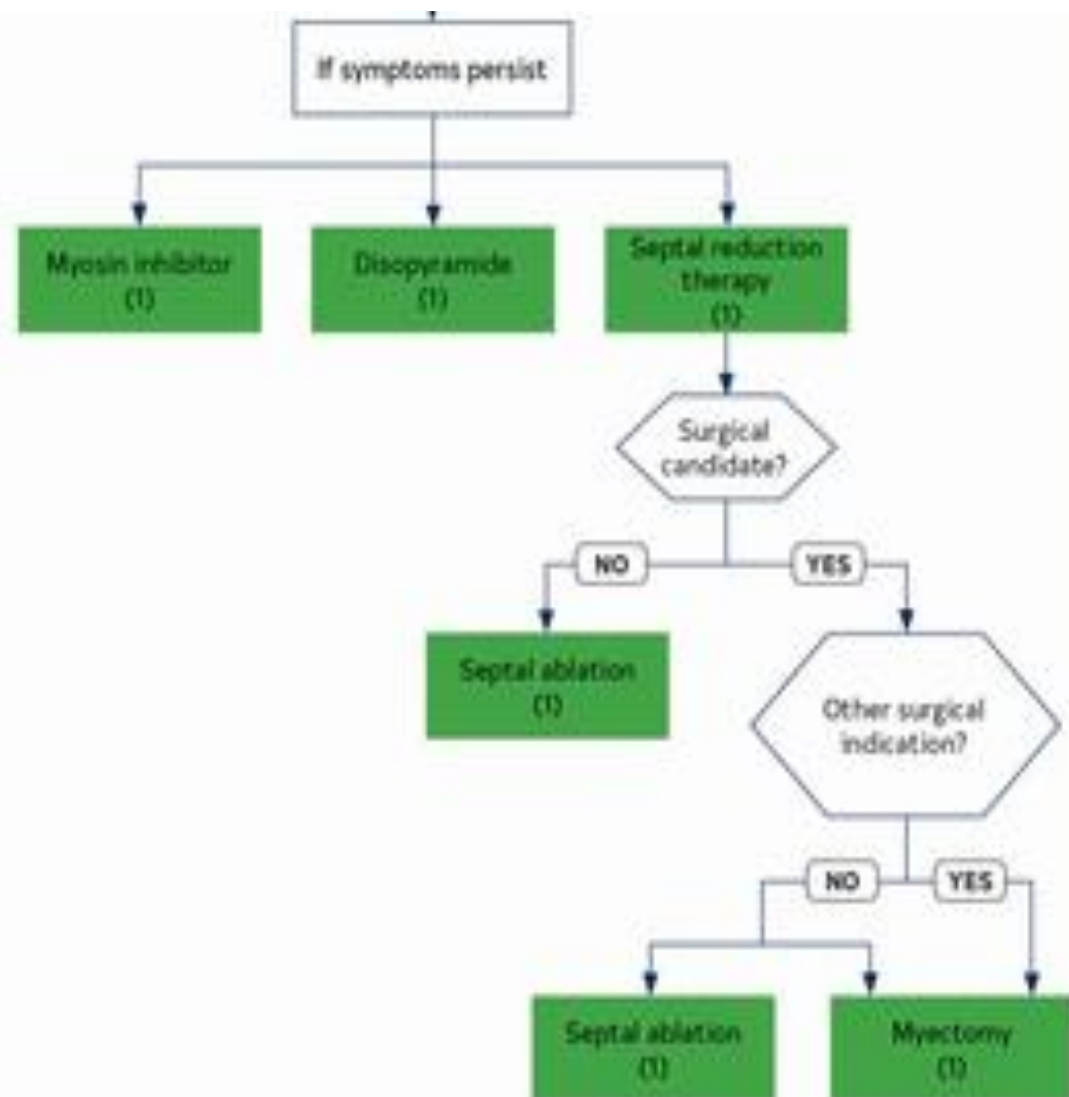 If symptoms persist
Myosin inhibitor
(1)
Disopyramide
(1)
Septal reduction
therapy
(1)
Surgical
candidate?
NO
YES
Septal ablation
(1)
Other surgical
indication?
NO
YES
Septal ablation
(1)
Myectomy
(1)